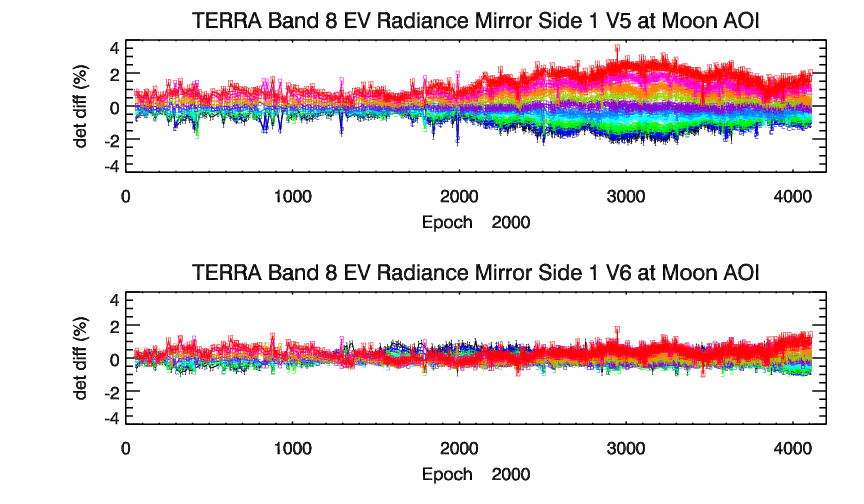 TERRA Band 8 EV Radiance Mirror Side 1 V5 at Moon AOI
4
2
0
-2
-4
det diff (%)
0 1000 2000 3000 4000
Epoch 2000
TERRA Band 8 EV Radiance Mirror Side 1 V6 at Moon AOI
4
2
0
-2
-4
det diff (%)
0 1000 2000 3000 4000
Epoch 2000